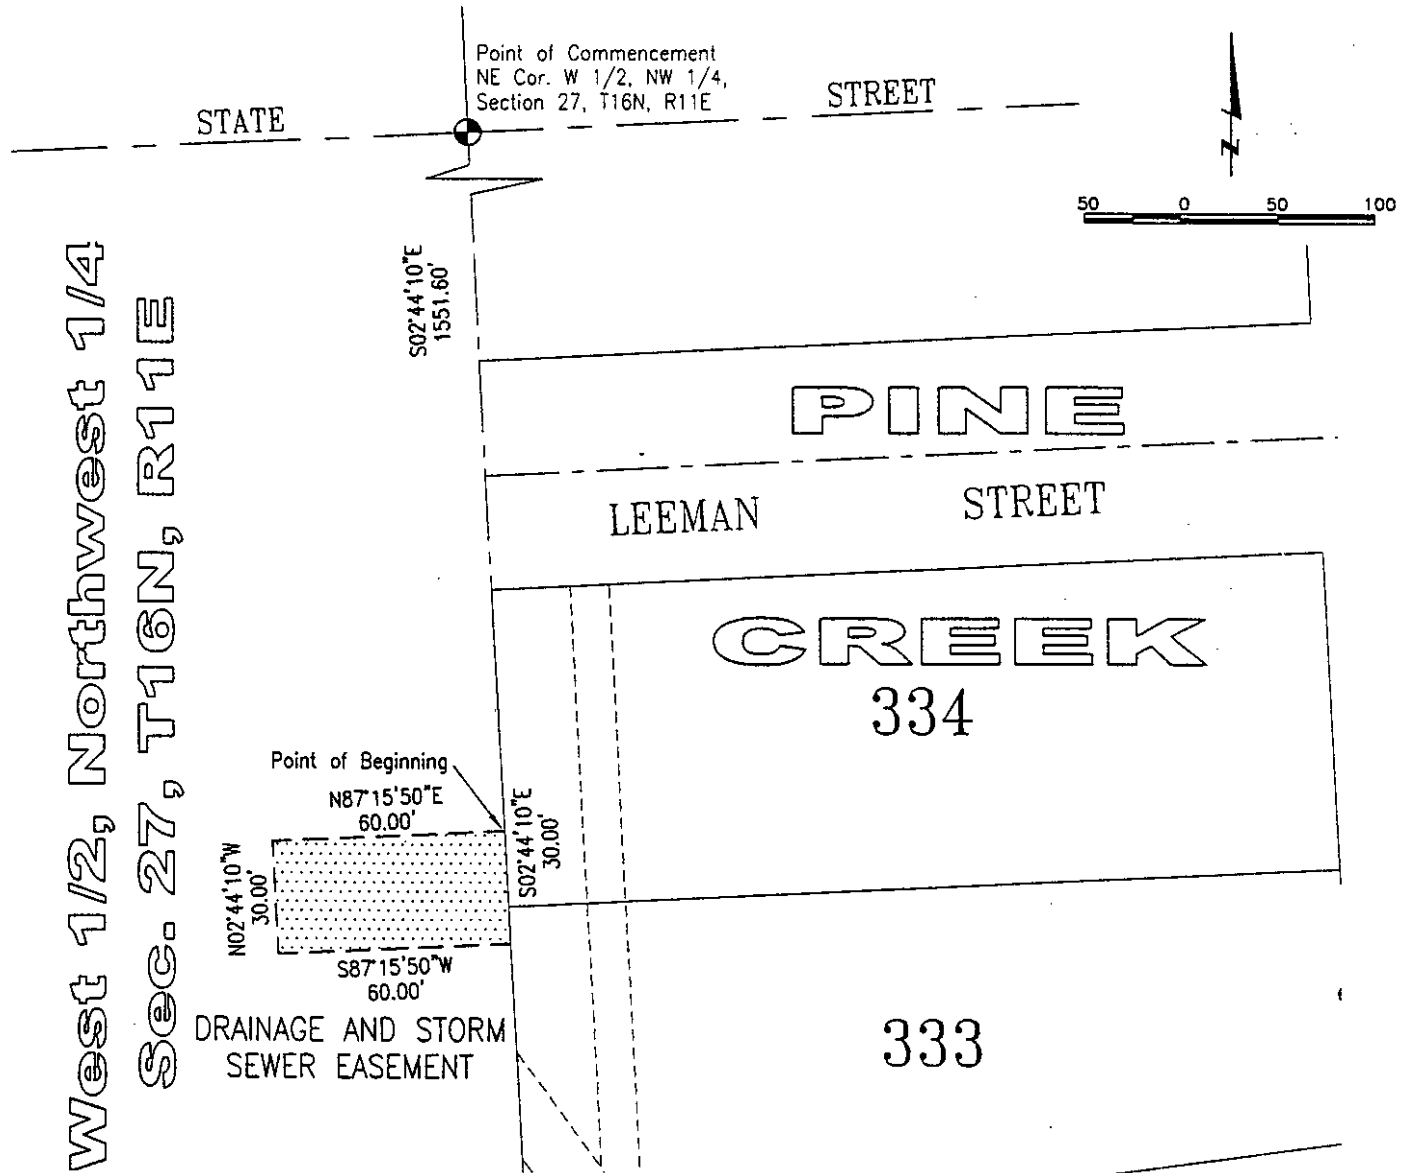 Point of Commencement
NE Cor. W 1/2, NW 1/4,
Section 27, T16N, R11E
STATE STREET
N
50 0 50 100
S02°44'10"E
1551.60'
West 1/2, Northwest 1/4
Sec. 27, T16N, R11E
PINE
LEEMAN STREET
CREEK
334
Point of Beginning
N87°15'50"E
60.00'
S02°44'10"E
30.00'
N02°44'10"W
30.00'
S87°15'50"W
60.00'
DRAINAGE AND STORM
SEWER EASEMENT
333